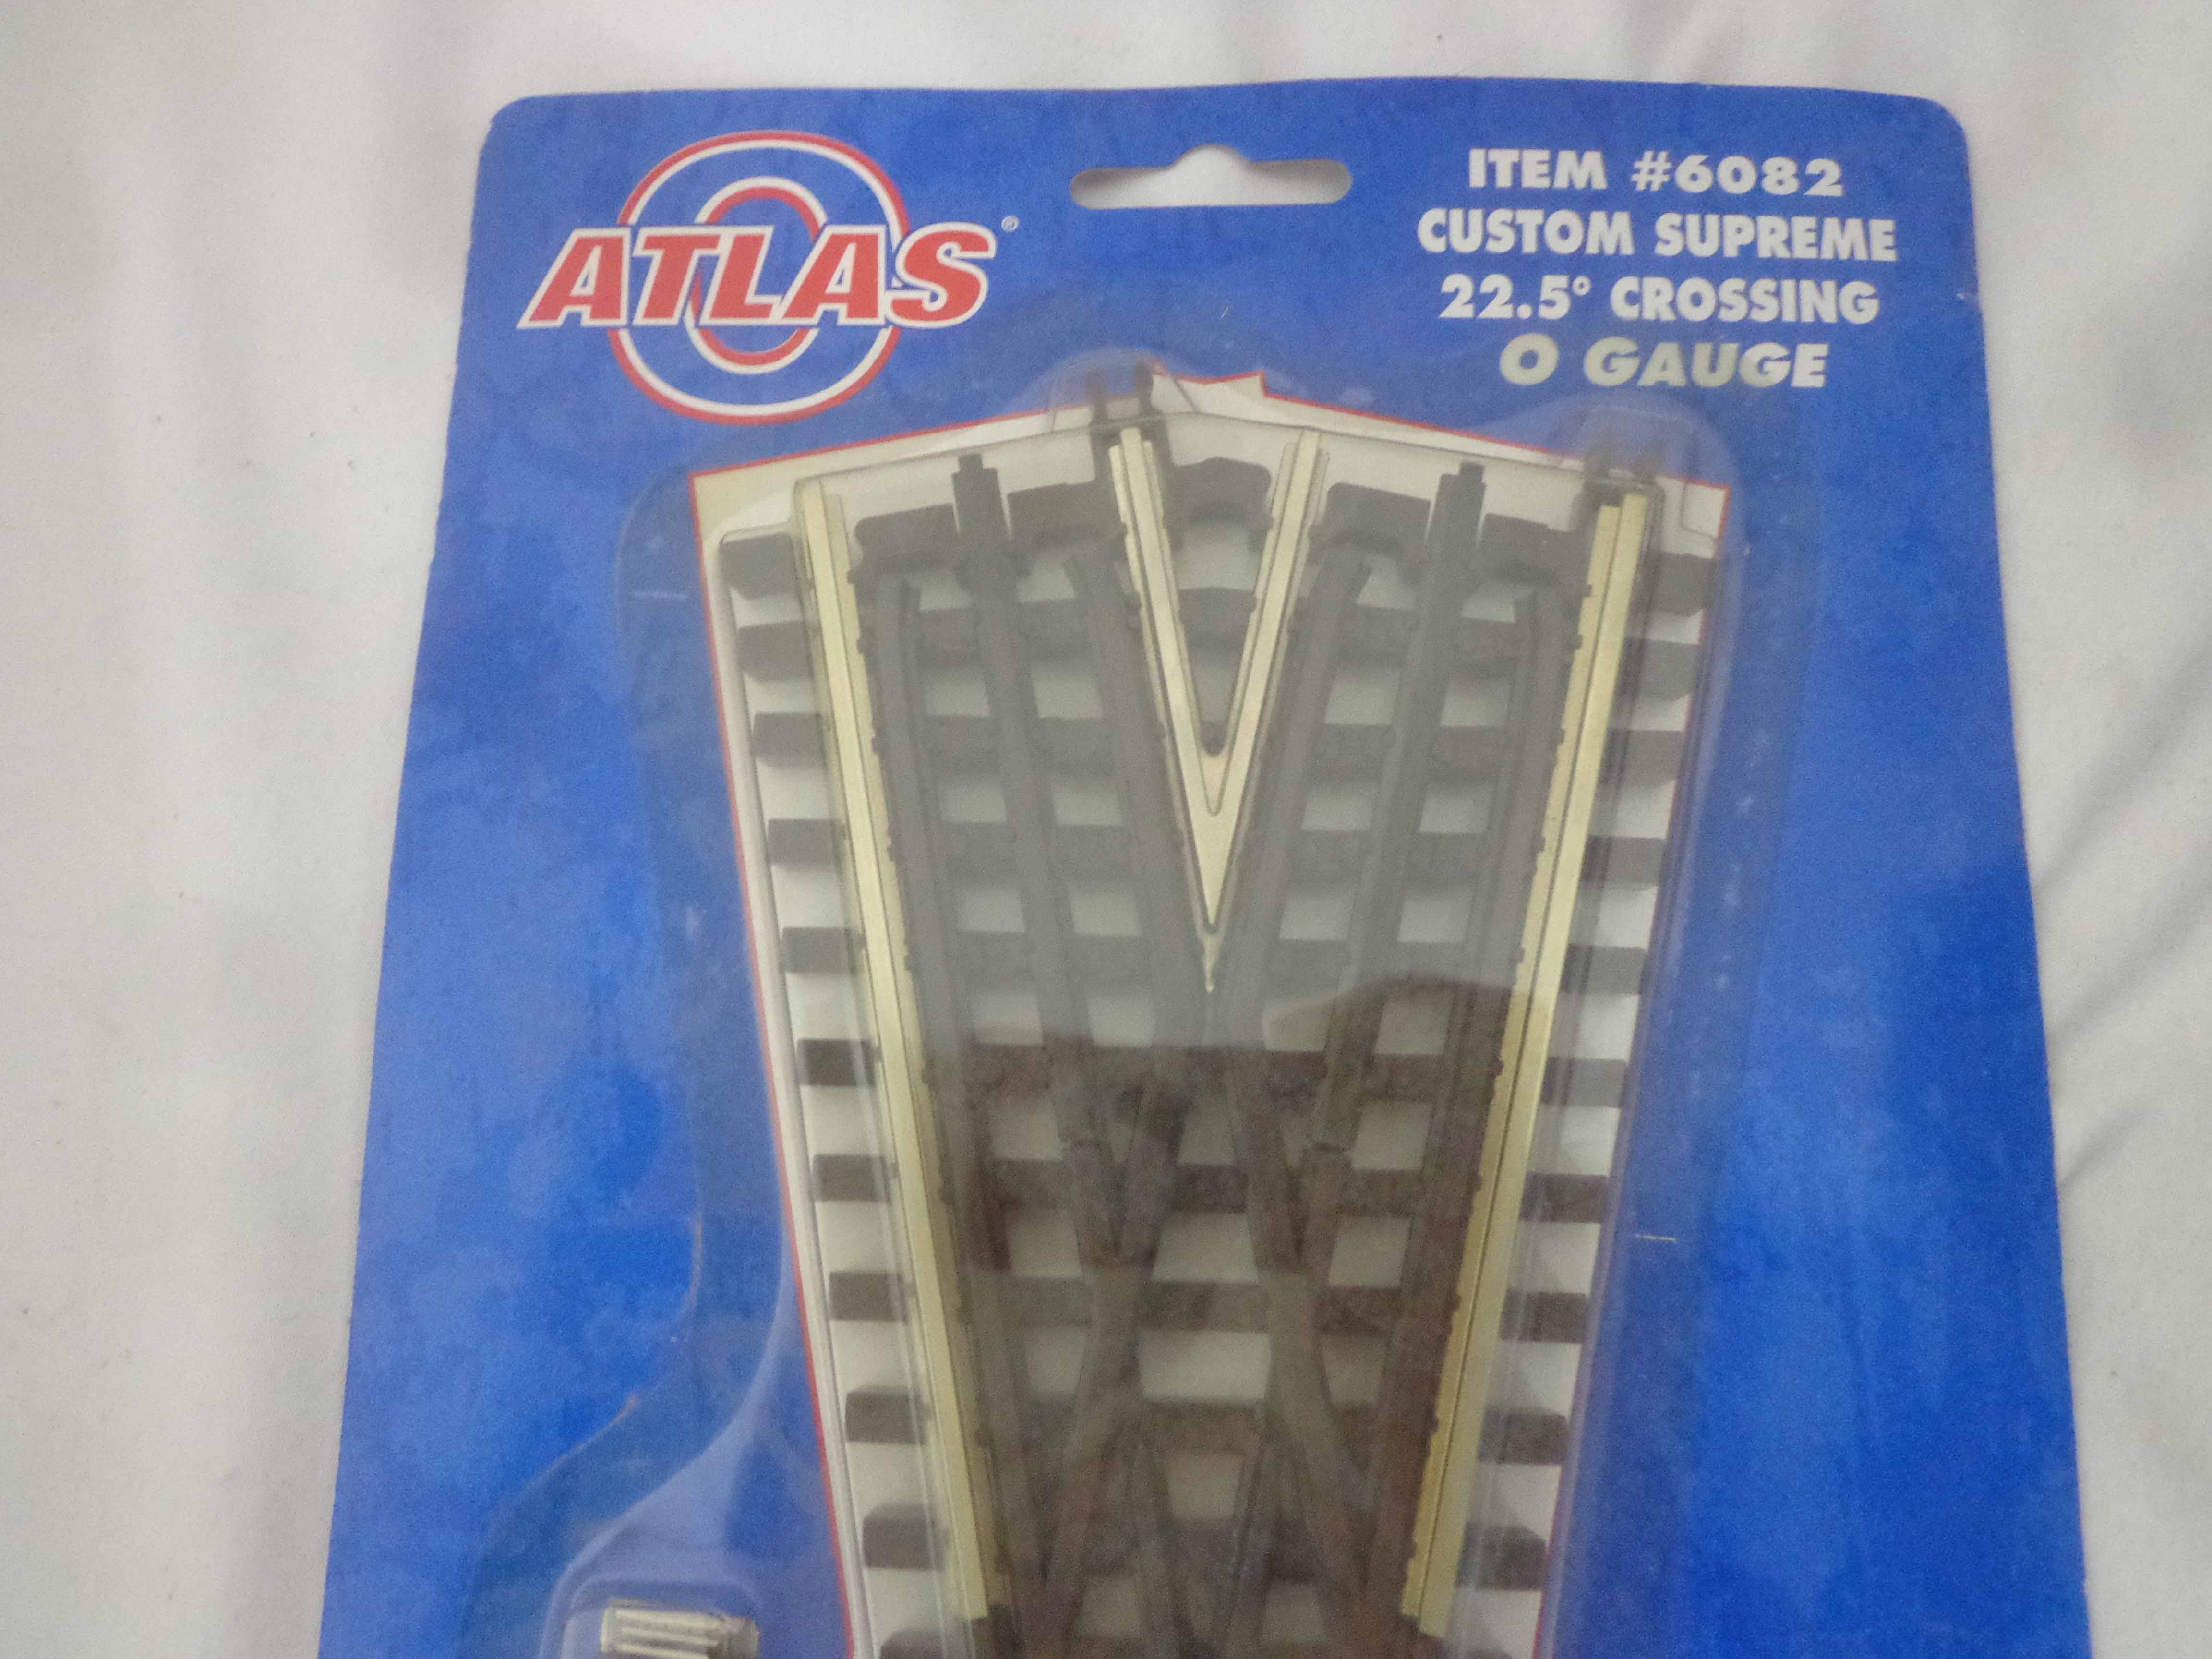 ATLAS®
O
ITEM #6082
CUSTOM SUPREME
22.5° CROSSING
O GAUGE